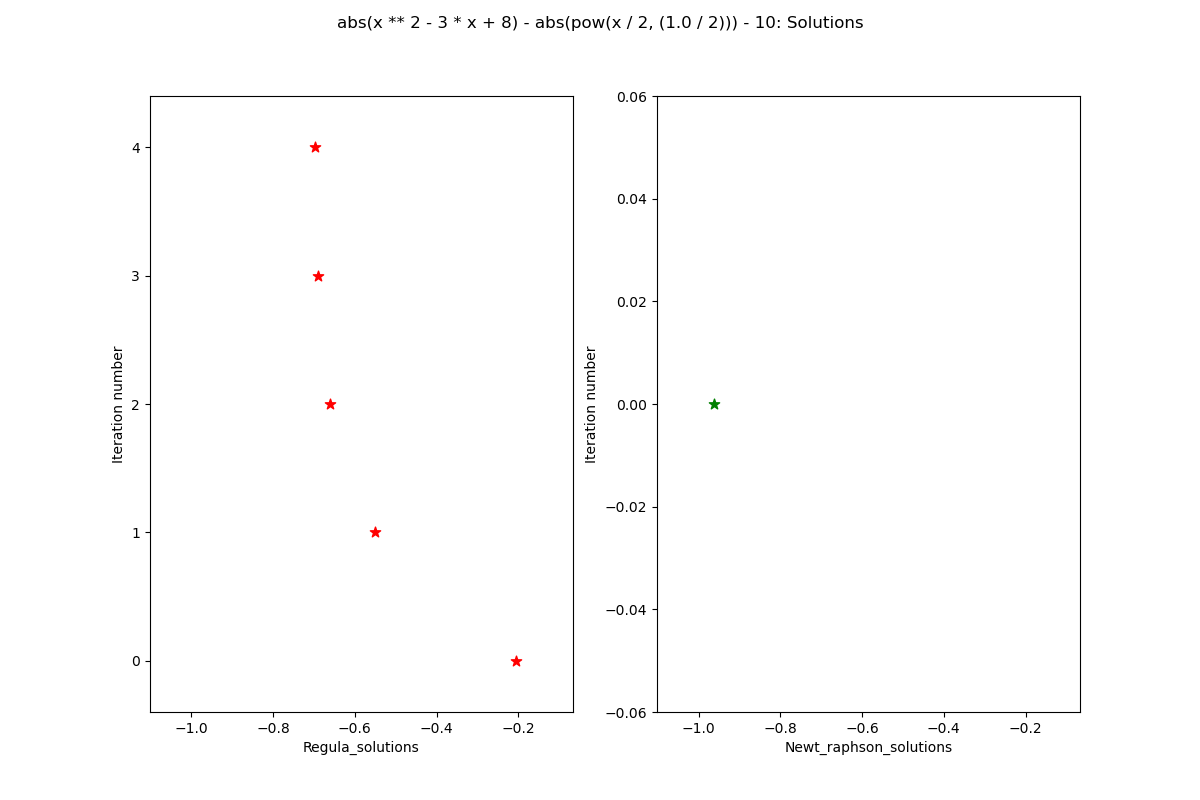 abs(x ** 2 - 3 * x + 8) - abs(pow(x / 2, (1.0 / 2))) - 10: Solutions
Iteration number
4
3
2
1
0
−1.0 −0.8 −0.6 −0.4 −0.2
Regula_solutions
Iteration number
0.06
0.04
0.02
0.00
−0.02
−0.04
−0.06
−1.0 −0.8 −0.6 −0.4 −0.2
Newt_raphson_solutions